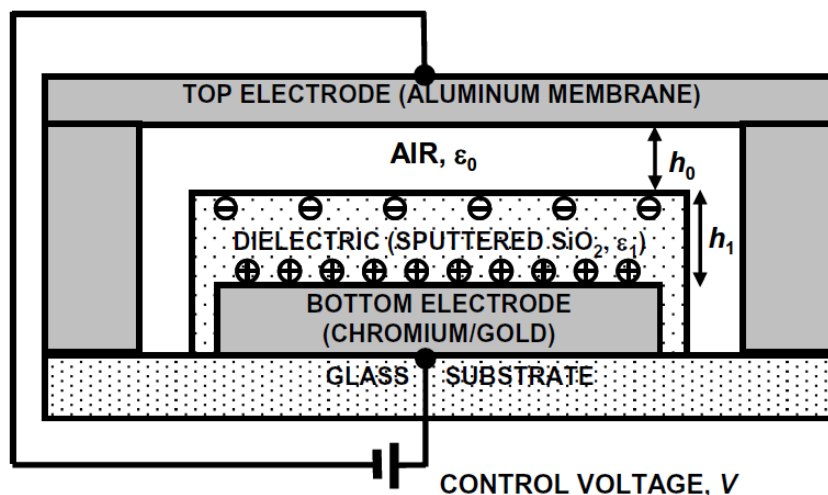 TOP ELECTRODE (ALUMINUM MEMBRANE)
AIR, ε0
h0
DIELECTRIC (SPUTTERED SiO2, ε1)
h1
BOTTOM ELECTRODE
(CHROMIUM/GOLD)
GLASS SUBSTRATE
CONTROL VOLTAGE, V